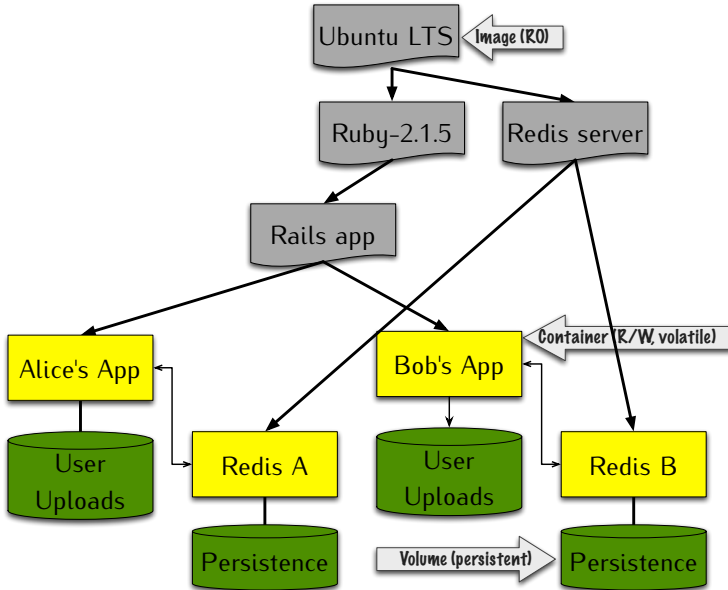 Ubuntu LTS
Image (RO)
Ruby-2.1.5
Redis server
Rails app
Container (R/W, volatile)
Alice's App
Bob's App
User
Uploads
Redis A
User
Uploads
Redis B
Persistence
Volume (persistent)
Persistence